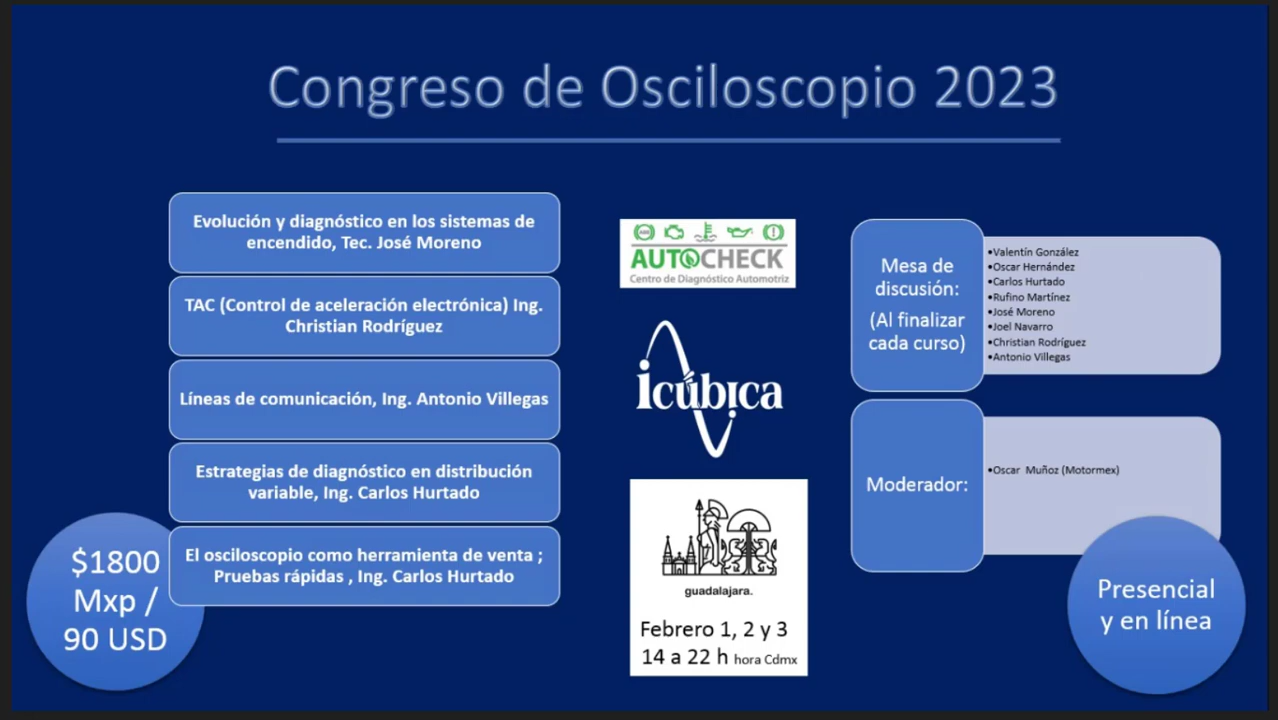 Congreso de Osciloscopio 2023
Evolución y diagnóstico en los sistemas de
encendido, Tec. José Moreno
TAC (Control de aceleración electrónica) Ing.
Christian Rodríguez
Líneas de comunicación, Ing. Antonio Villegas
Estrategias de diagnóstico en distribución
variable, Ing. Carlos Hurtado
El osciloscopio como herramienta de venta ;
Pruebas rápidas , Ing. Carlos Hurtado
$1800
Mxp /
90 USD
AUTOCHECK
Centro de Diagnóstico Automotriz
icúbica
guadalajara.
Febrero 1, 2 y 3
14 a 22 h hora Cdmx
Mesa de
discusión:
(Al finalizar
cada curso)
•Valentín González
•Oscar Hernández
•Carlos Hurtado
•Rufino Martínez
•José Moreno
•Joel Navarro
•Christian Rodríguez
•Antonio Villegas
Moderador:
•Oscar Muñoz (Motormex)
Presencial
y en línea